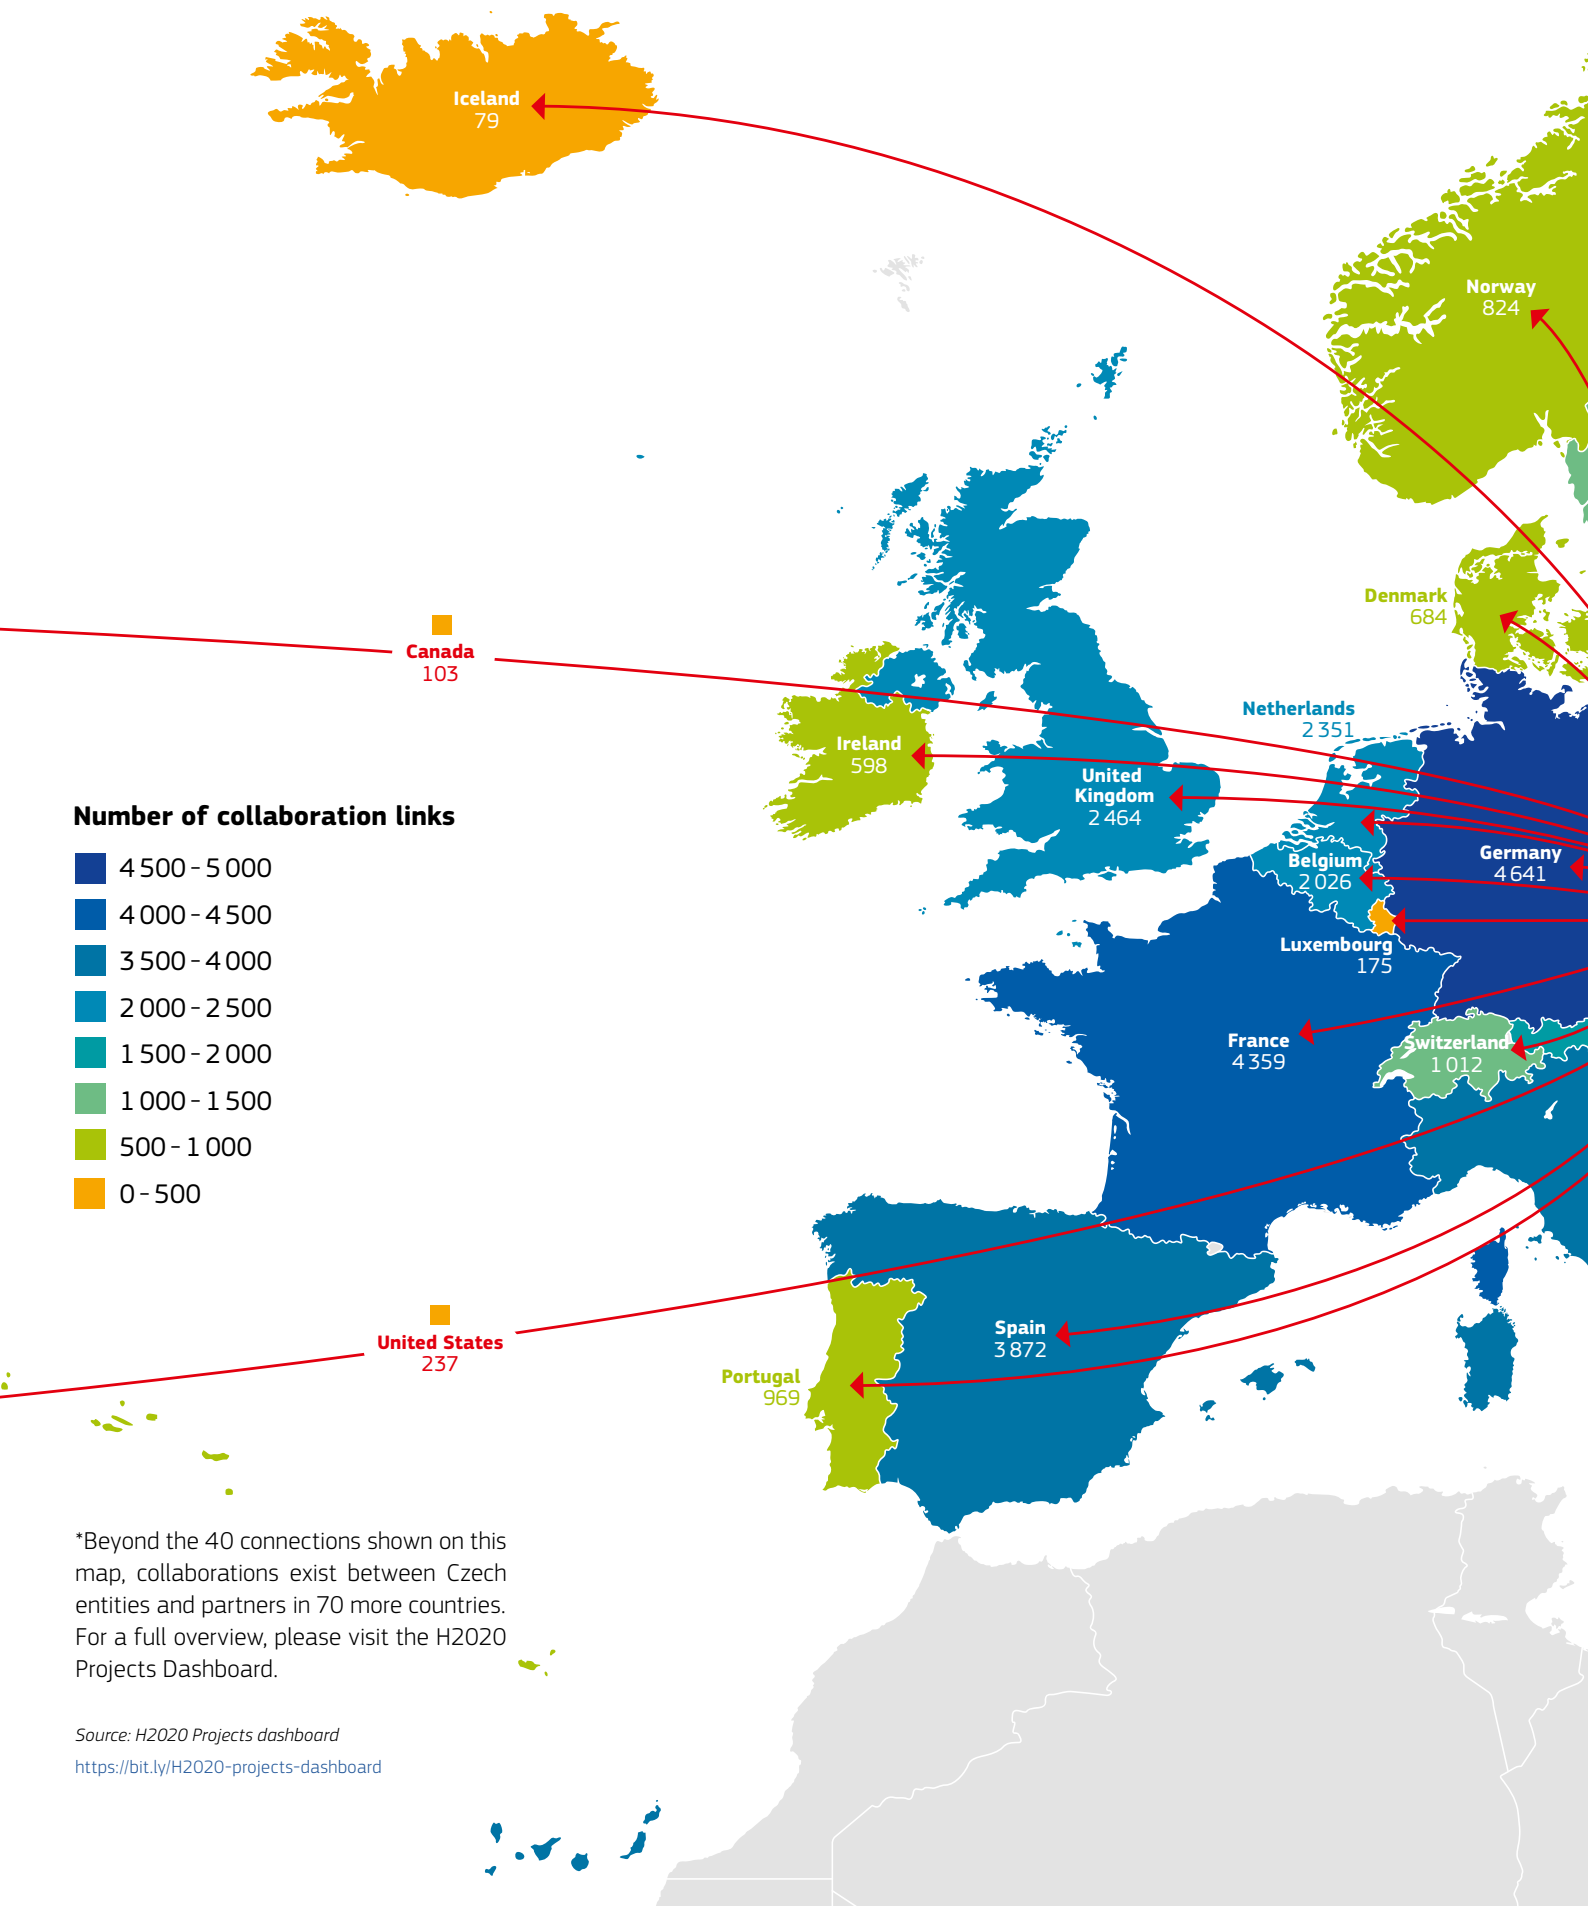 Iceland
79
Norway
824
Denmark
684
Canada
103
Netherlands
2 351
Ireland
598
United
Kingdom
2 464
Germany
4 641
Belgium
2 026
Luxembourg
175
France
4 359
Switzerland
1 012
Number of collaboration links
4 500 - 5 000
4 000 - 4 500
3 500 - 4 000
2 000 - 2 500
1 500 - 2 000
1 000 - 1 500
500 - 1 000
0 - 500
United States
237
Spain
3 872
Portugal
969
*Beyond the 40 connections shown on this
map, collaborations exist between Czech
entities and partners in 70 more countries.
For a full overview, please visit the H2020
Projects Dashboard.
Source: H2020 Projects dashboard
https://bit.ly/H2020-projects-dashboard